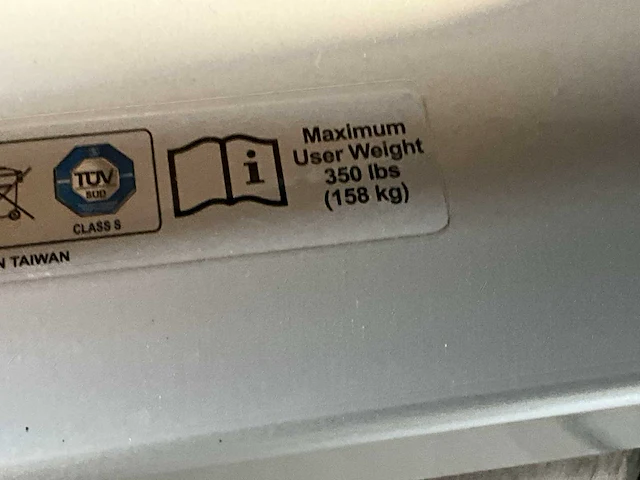 TÜV
SÜD
CLASS S
N TAIWAN
i
Maximum
User Weight
350 lbs
(158 kg)